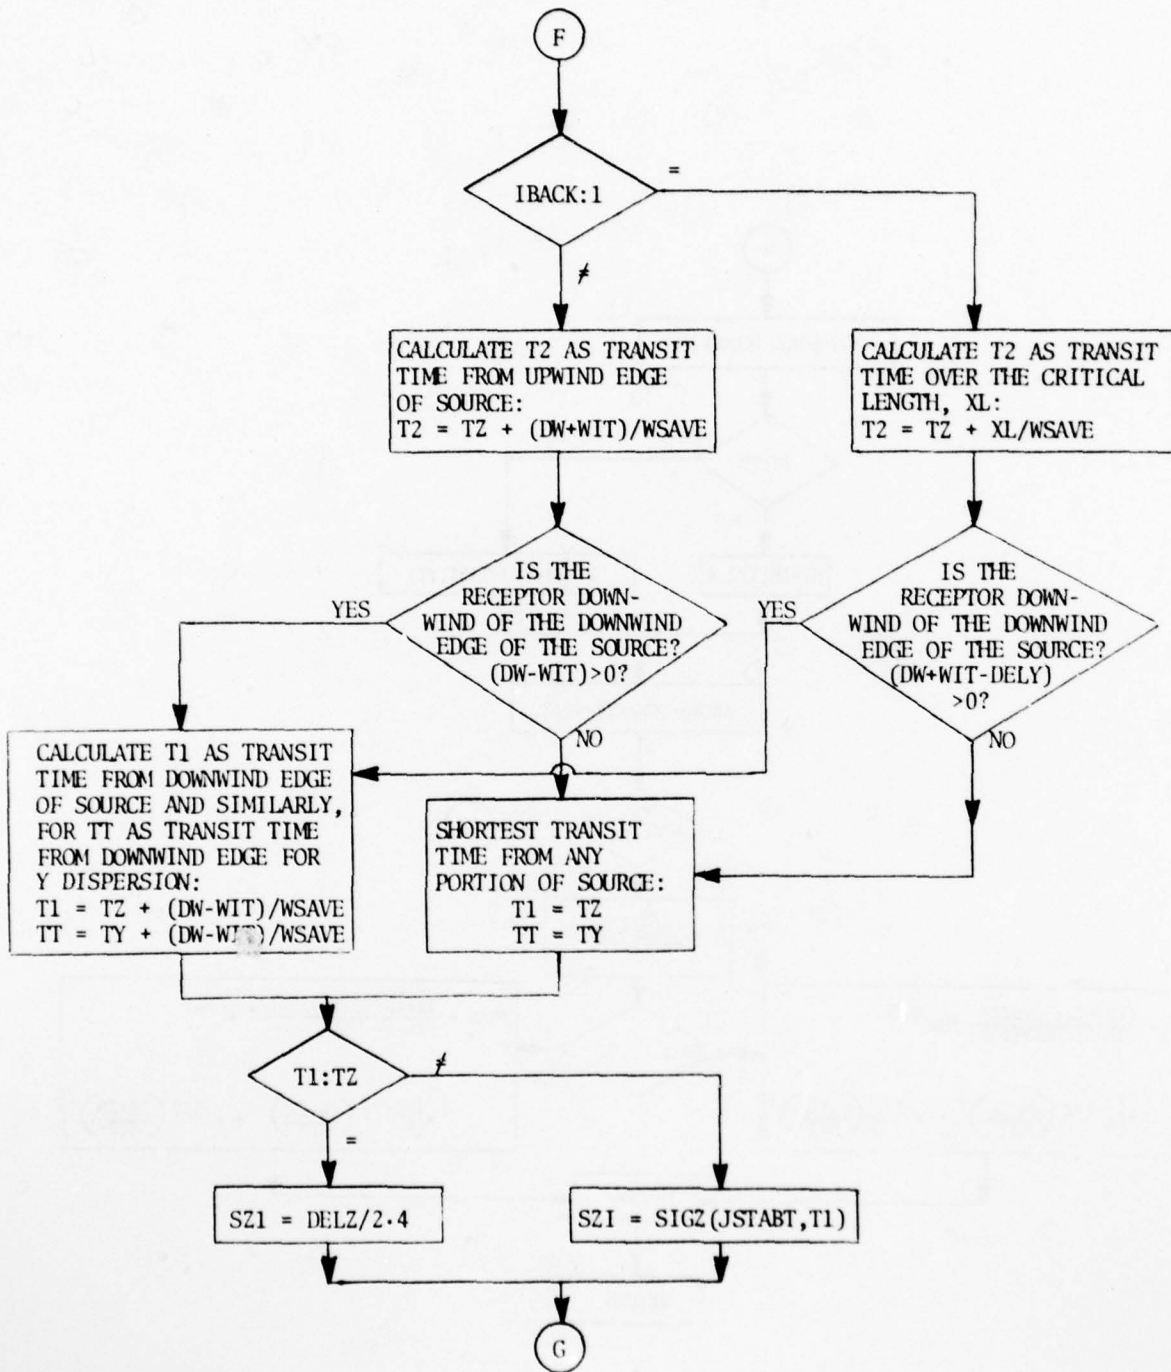 F
IBACK:1
=
≠
CALCULATE T2 AS TRANSIT
TIME FROM UPWIND EDGE
OF SOURCE:
T2 = TZ + (DW+WIT)/WSAVE
CALCULATE T2 AS TRANSIT
TIME OVER THE CRITICAL
LENGTH, XL:
T2 = TZ + XL/WSAVE
IS THE
RECEPTOR DOWN-
WIND OF THE DOWNWIND
EDGE OF THE SOURCE?
(DW-WIT)>0?
YES
NO
IS THE
RECEPTOR DOWN-
WIND OF THE DOWNWIND
EDGE OF THE SOURCE?
(DW+WIT-DELY)
>0?
YES
NO
CALCULATE T1 AS TRANSIT
TIME FROM DOWNWIND EDGE
OF SOURCE AND SIMILARLY,
FOR TT AS TRANSIT TIME
FROM DOWNWIND EDGE FOR
Y DISPERSION:
T1 = TZ + (DW-WIT)/WSAVE
TT = TY + (DW-WIT)/WSAVE
SHORTEST TRANSIT
TIME FROM ANY
PORTION OF SOURCE:
T1 = TZ
TT = TY
T1:TZ
≠
=
SZ1 = DELZ/2.4
SZI = SIGZ(JSTABT,T1)
G